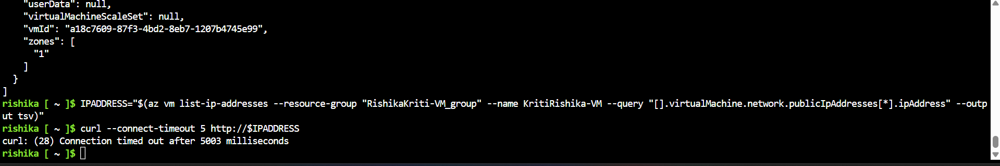 "userData": null,
"virtualMachineScaleSet": null,
"vmId": "a18c7609-87f3-4bd2-8eb7-1207b4745e99",
"zones": [
"1"
]
}
]
rishika [ ~ ]$ IPADDRESS="$(az vm list-ip-addresses --resource-group "RishikaKriti-VM_group" --name KritiRishika-VM --query "[].virtualMachine.network.publicIpAddresses[*].ipAddress" --outp
ut tsv)"
rishika [ ~ ]$ curl --connect-timeout 5 http://$IPADDRESS
curl: (28) Connection timed out after 5003 milliseconds
rishika [ ~ ]$